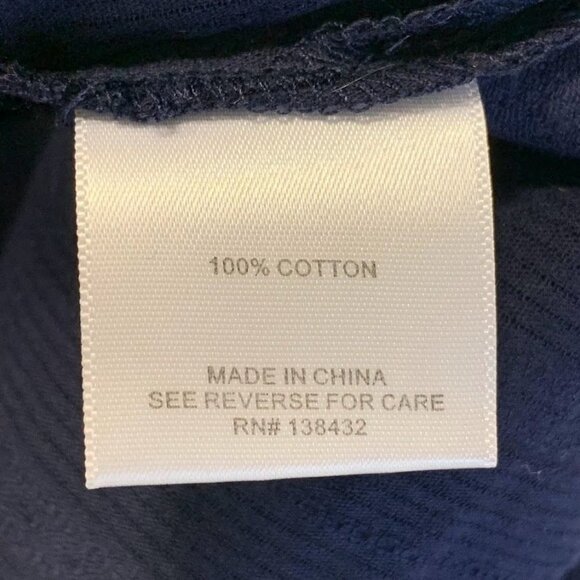 100% COTTON
MADE IN CHINA
SEE REVERSE FOR CARE
RN# 138432